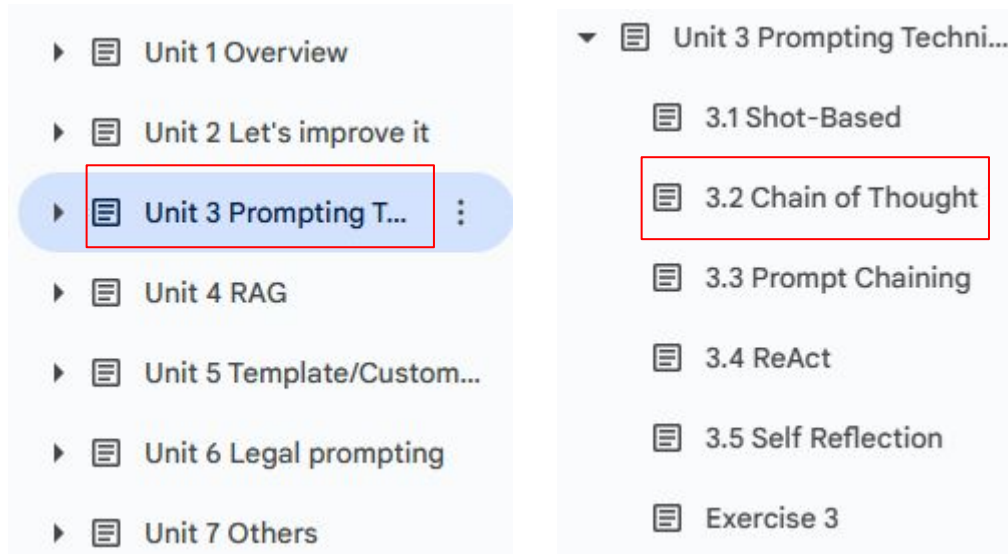 Unit 1 Overview
Unit 2 Let's improve it
Unit 3 Prompting T...
Unit 4 RAG
Unit 5 Template/Custom...
Unit 6 Legal prompting
Unit 7 Others
Unit 3 Prompting Techni...
3.1 Shot-Based
3.2 Chain of Thought
3.3 Prompt Chaining
3.4 ReAct
3.5 Self Reflection
Exercise 3